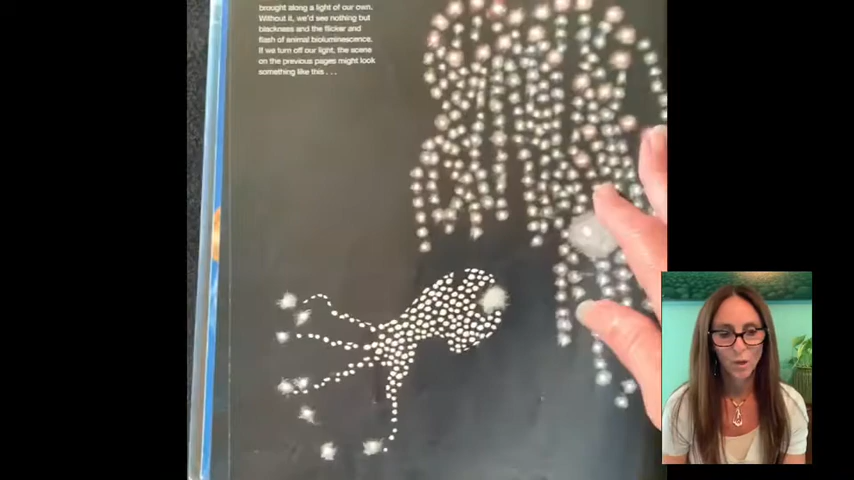 brought along a light of our own.
Without it, we'd see nothing but
blackness and the flicker and
flash of animal bioluminescence.
If we turn off our light, the scene
on the previous pages might look
something like this . . .